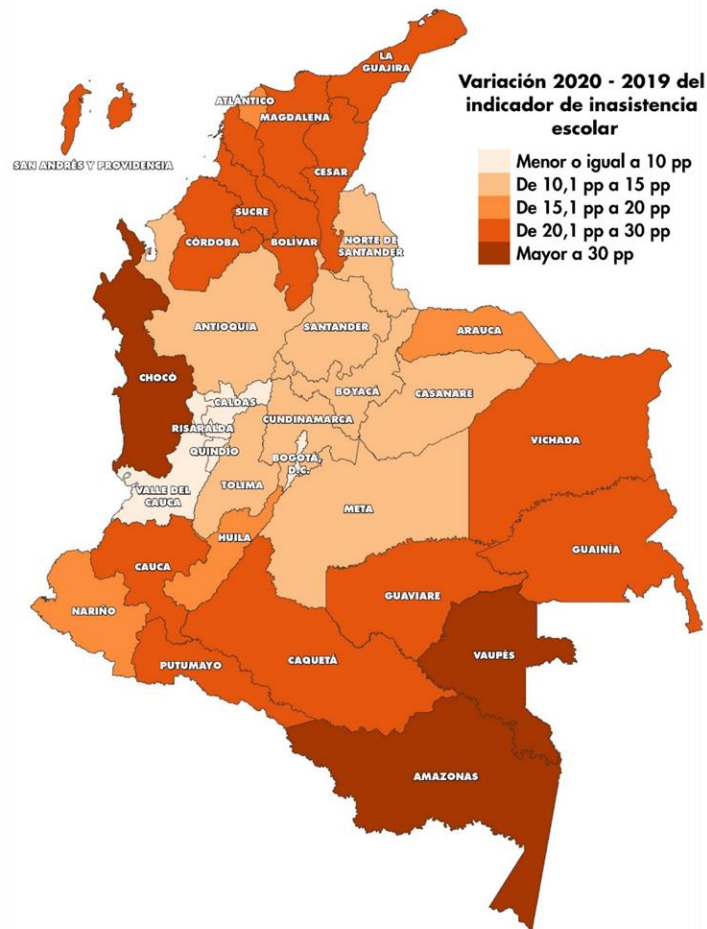 LA
GUAJIRA
Variación 2020 - 2019 del
indicador de inasistencia
escolar
Menor o igual a 10 pp
De 10,1 pp a 15 pp
De 15,1 pp a 20 pp
De 20,1 pp a 30 pp
Mayor a 30 pp
ATLÁNTICO
MAGDALENA
SAN ANDRÉS Y PROVIDENCIA
CESAR
SUCRE
CÓRDOBA
BOLÍVAR
NORTE DE
SANTANDER
ANTIOQUIA
SANTANDER
ARAUCA
CHOCÒ
BOYACÁ
CASANARE
CALDAS
CUNDINAMARCA
RISARALDA
VICHADA
QUINDÍO
BOGOTÁ,
D.C.
TOLIMA
VALLE DEL
CAUCA
META
HUILA
GUAINÍA
CAUCA
GUAVIARE
NARIÑO
VAUPÉS
PUTUMAYO
CAQUETÀ
AMAZONAS